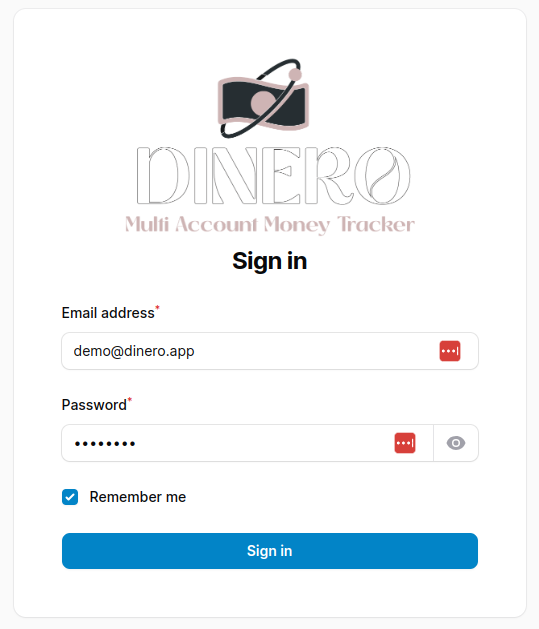 DINERO
Multi Account Money Tracker
Sign in
Email address*
demo@dinero.app
Password*
••••••••
Remember me
Sign in